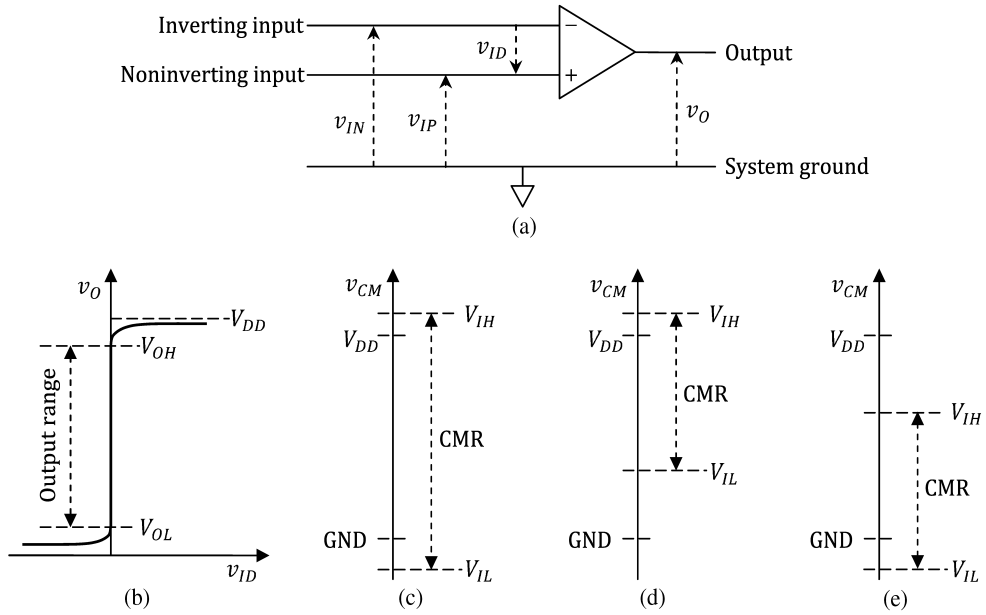 Inverting input
−
v_ID
Output
Noninverting input
+
v_IN
v_IP
v_O
System ground
(a)
v_O
V_DD
V_OH
Output range
V_OL
v_ID
(b)
v_CM
V_IH
V_DD
CMR
GND
V_IL
(c)
v_CM
V_IH
V_DD
CMR
V_IL
GND
(d)
v_CM
V_DD
V_IH
CMR
GND
V_IL
(e)